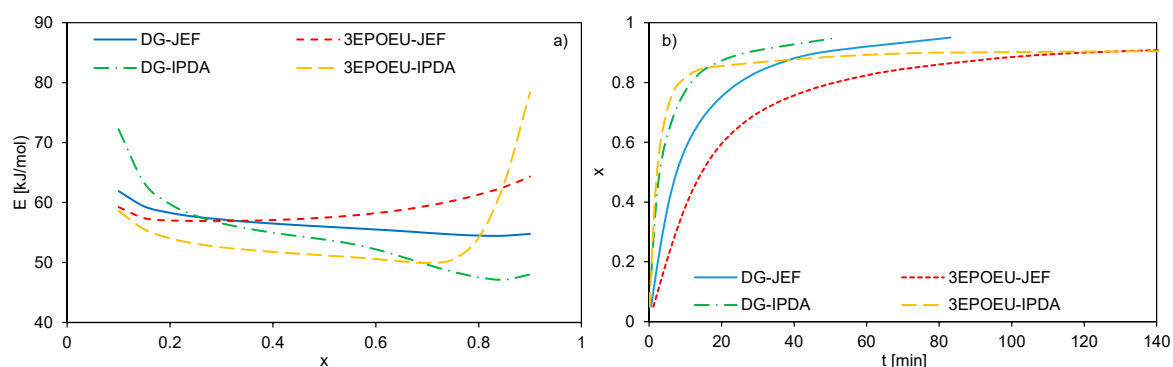 90
80
70
60
50
40
E [kJ/mol]
DG-JEF
3EPOEU-JEF
DG-IPDA
3EPOEU-IPDA
a)
0
0.2
0.4
0.6
0.8
1
x
1
0.8
0.6
0.4
0.2
0
x
b)
DG-JEF
3EPOEU-JEF
DG-IPDA
3EPOEU-IPDA
0
20
40
60
80
100
120
140
t [min]